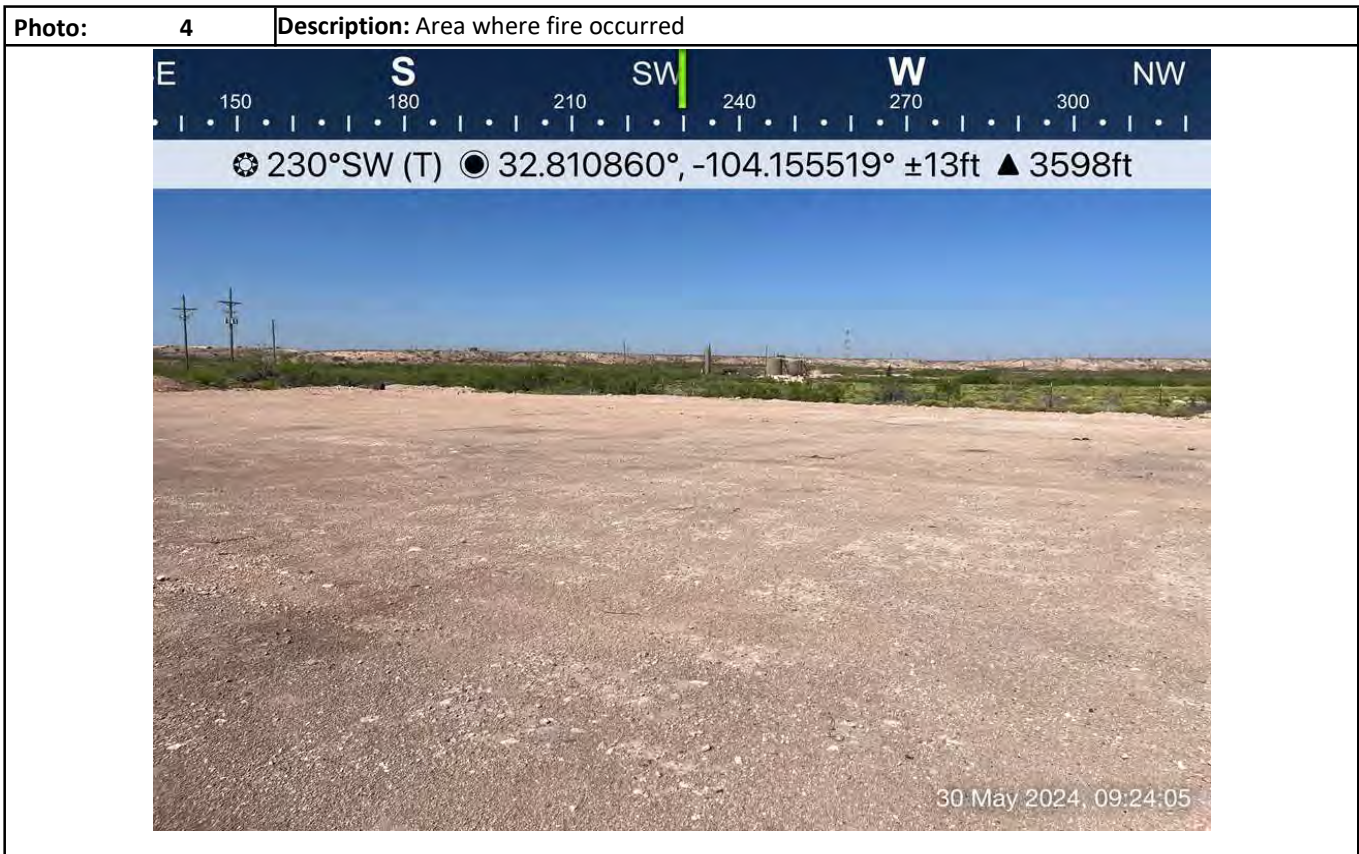 Photo: 4 Description: Area where fire occurred
E S SW W NW
150 180 210 240 270 300
230°SW (T) 32.810860°, -104.155519° ±13ft ▲ 3598ft
30 May 2024, 09:24:05